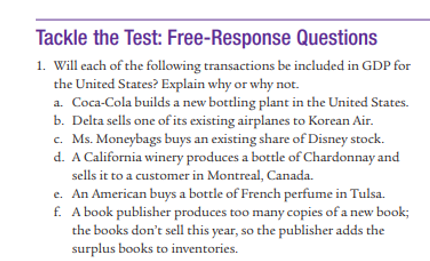 Tackle the Test: Free-Response Questions
1. Will each of the following transactions be included in GDP for
the United States? Explain why or why not.
a. Coca-Cola builds a new bottling plant in the United States.
b. Delta sells one of its existing airplanes to Korean Air.
c. Ms. Moneybags buys an existing share of Disney stock.
d. A California winery produces a bottle of Chardonnay and
sells it to a customer in Montreal, Canada.
e. An American buys a bottle of French perfume in Tulsa.
f. A book publisher produces too many copies of a new book;
the books don't sell this year, so the publisher adds the
surplus books to inventories.